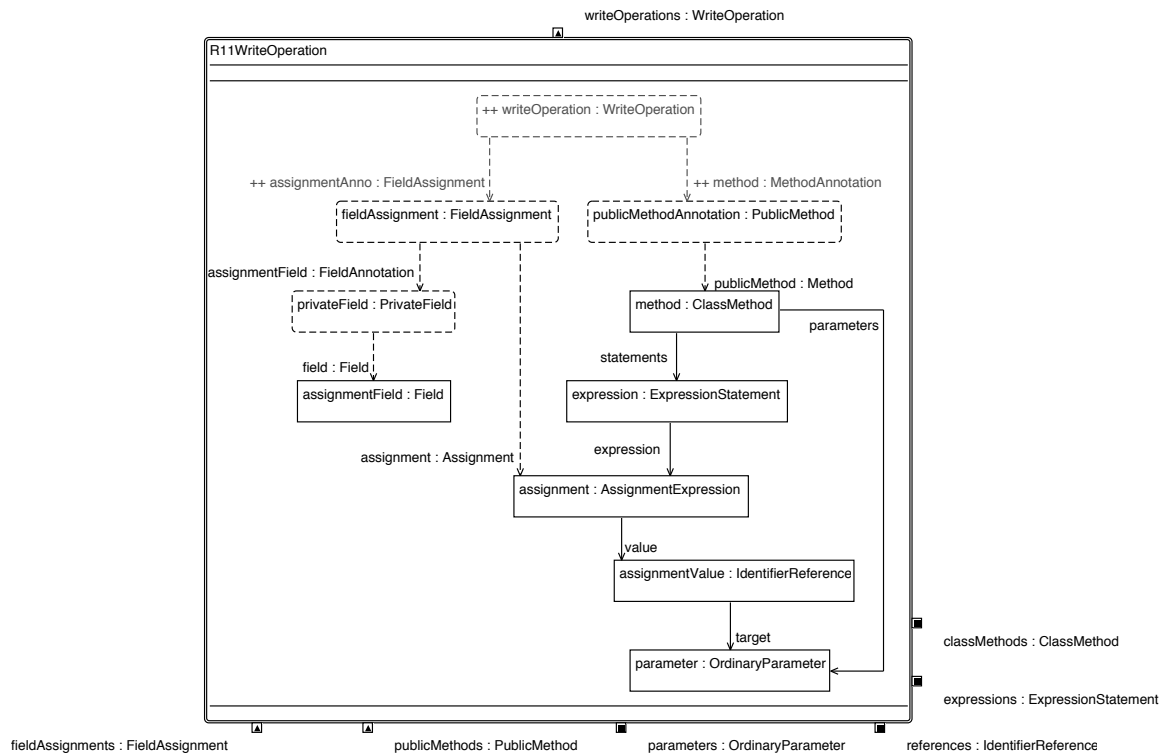 writeOperations : WriteOperation
R11WriteOperation
++ writeOperation : WriteOperation
++ assignmentAnno : FieldAssignment
++ method : MethodAnnotation
fieldAssignment : FieldAssignment
publicMethodAnnotation : PublicMethod
assignmentField : FieldAnnotation
publicMethod : Method
privateField : PrivateField
method : ClassMethod
parameters
statements
field : Field
assignmentField : Field
expression : ExpressionStatement
expression
assignment : Assignment
assignment : AssignmentExpression
value
assignmentValue : IdentifierReference
target
classMethods : ClassMethod
parameter : OrdinaryParameter
expressions : ExpressionStatement
fieldAssignments : FieldAssignment
publicMethods : PublicMethod
parameters : OrdinaryParameter
references : IdentifierReference